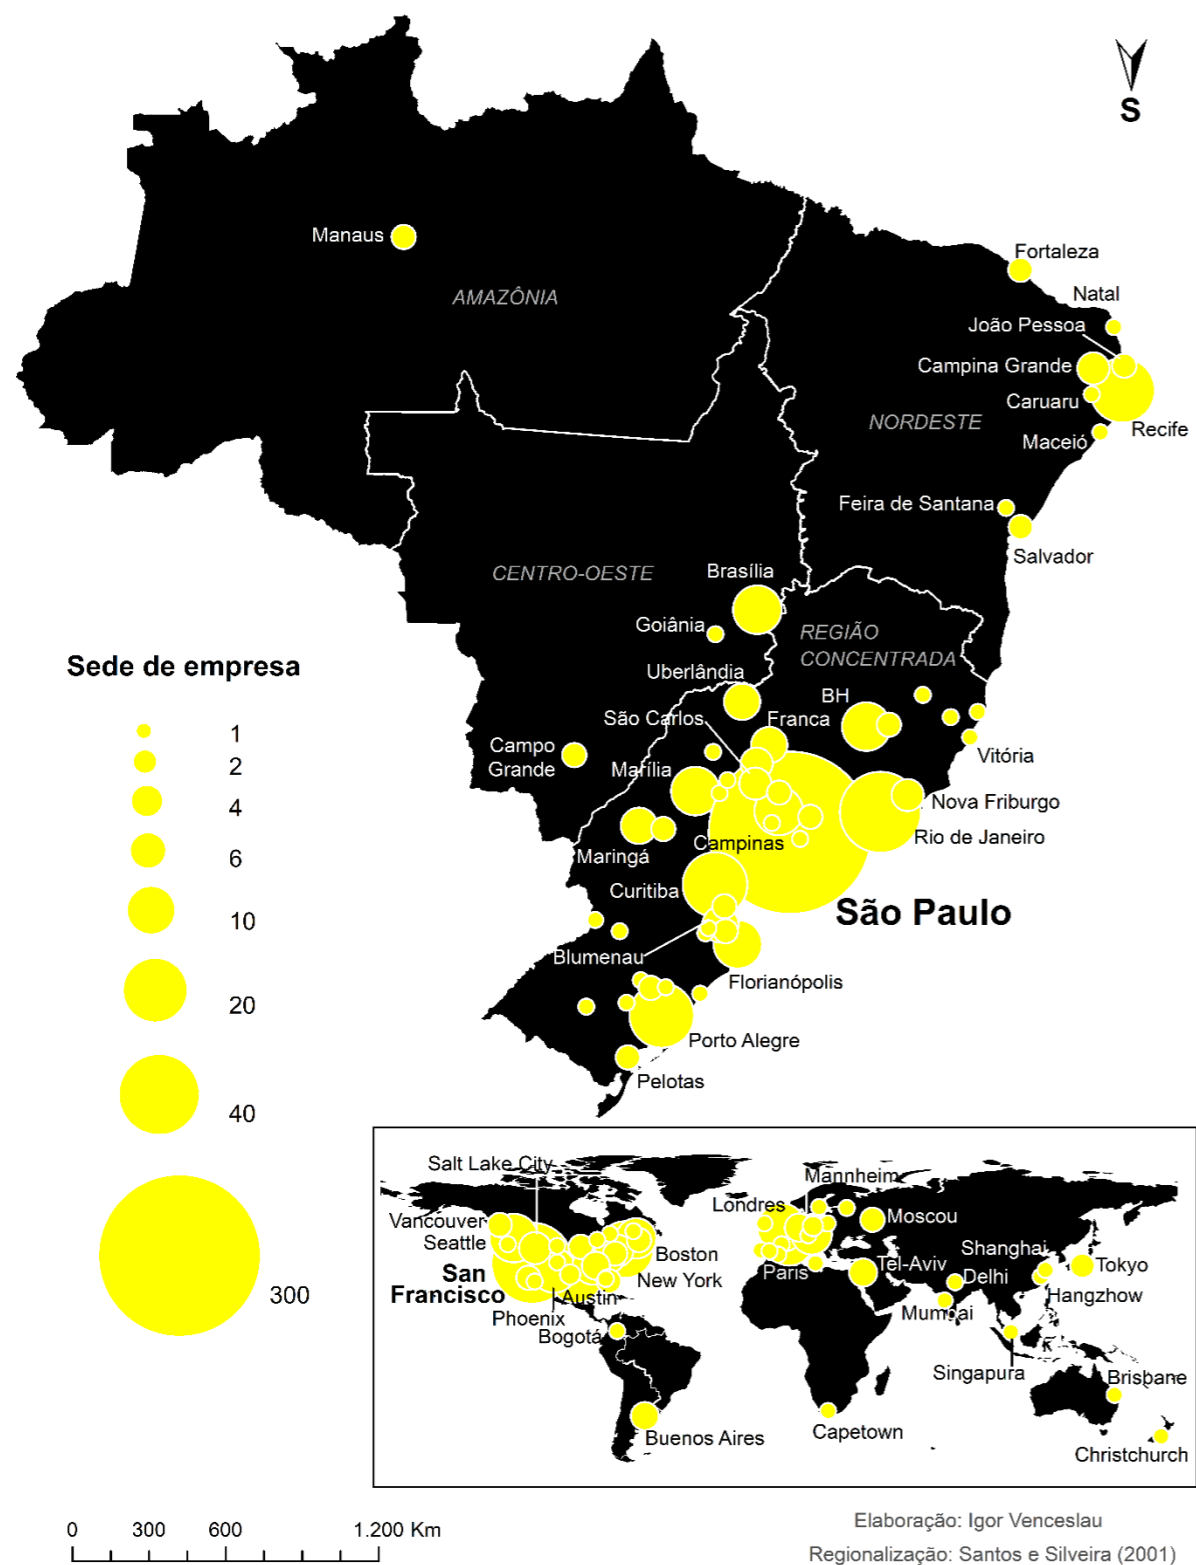 S
Manaus
AMAZÔNIA
Fortaleza
Natal
João Pessoa
Campina Grande
Caruaru
NORDESTE
Recife
Maceió
Feira de Santana
Salvador
CENTRO-OESTE
Brasília
Goiânia
REGIÃO
CONCENTRADA
Uberlândia
BH
São Carlos
Franca
Vitória
Campo
Grande
Marília
Nova Friburgo
Rio de Janeiro
Maringá
Campinas
Curitiba
São Paulo
Blumenau
Florianópolis
Porto Alegre
Pelotas
Sede de empresa
1
2
4
6
10
20
40
300
Salt Lake City
Mannheim
Londres
Vancouver
Seattle
Moscou
Boston
Shanghai
San
Francisco
New York
Paris
Tel-Aviv
Delhi
Tokyo
Austin
Hangzhow
Phoenix
Mumbai
Bogotá
Singapura
Brisbane
Buenos Aires
Capetown
Christchurch
0 300 600 1.200 Km
Elaboração: Igor Venceslau
Regionalização: Santos e Silveira (2001)